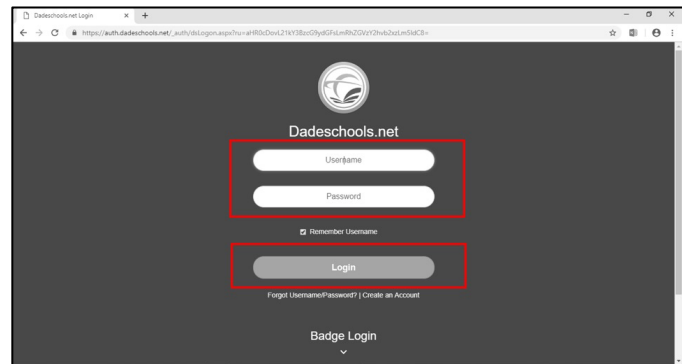 Dadeschools.net Login
https://auth.dadeschools.net/_auth/dsLogon.aspx?ru=
Dadeschools.net
Username
Password
Remember Username
Login
Forgot Username/Password? | Create an Account
Badge Login